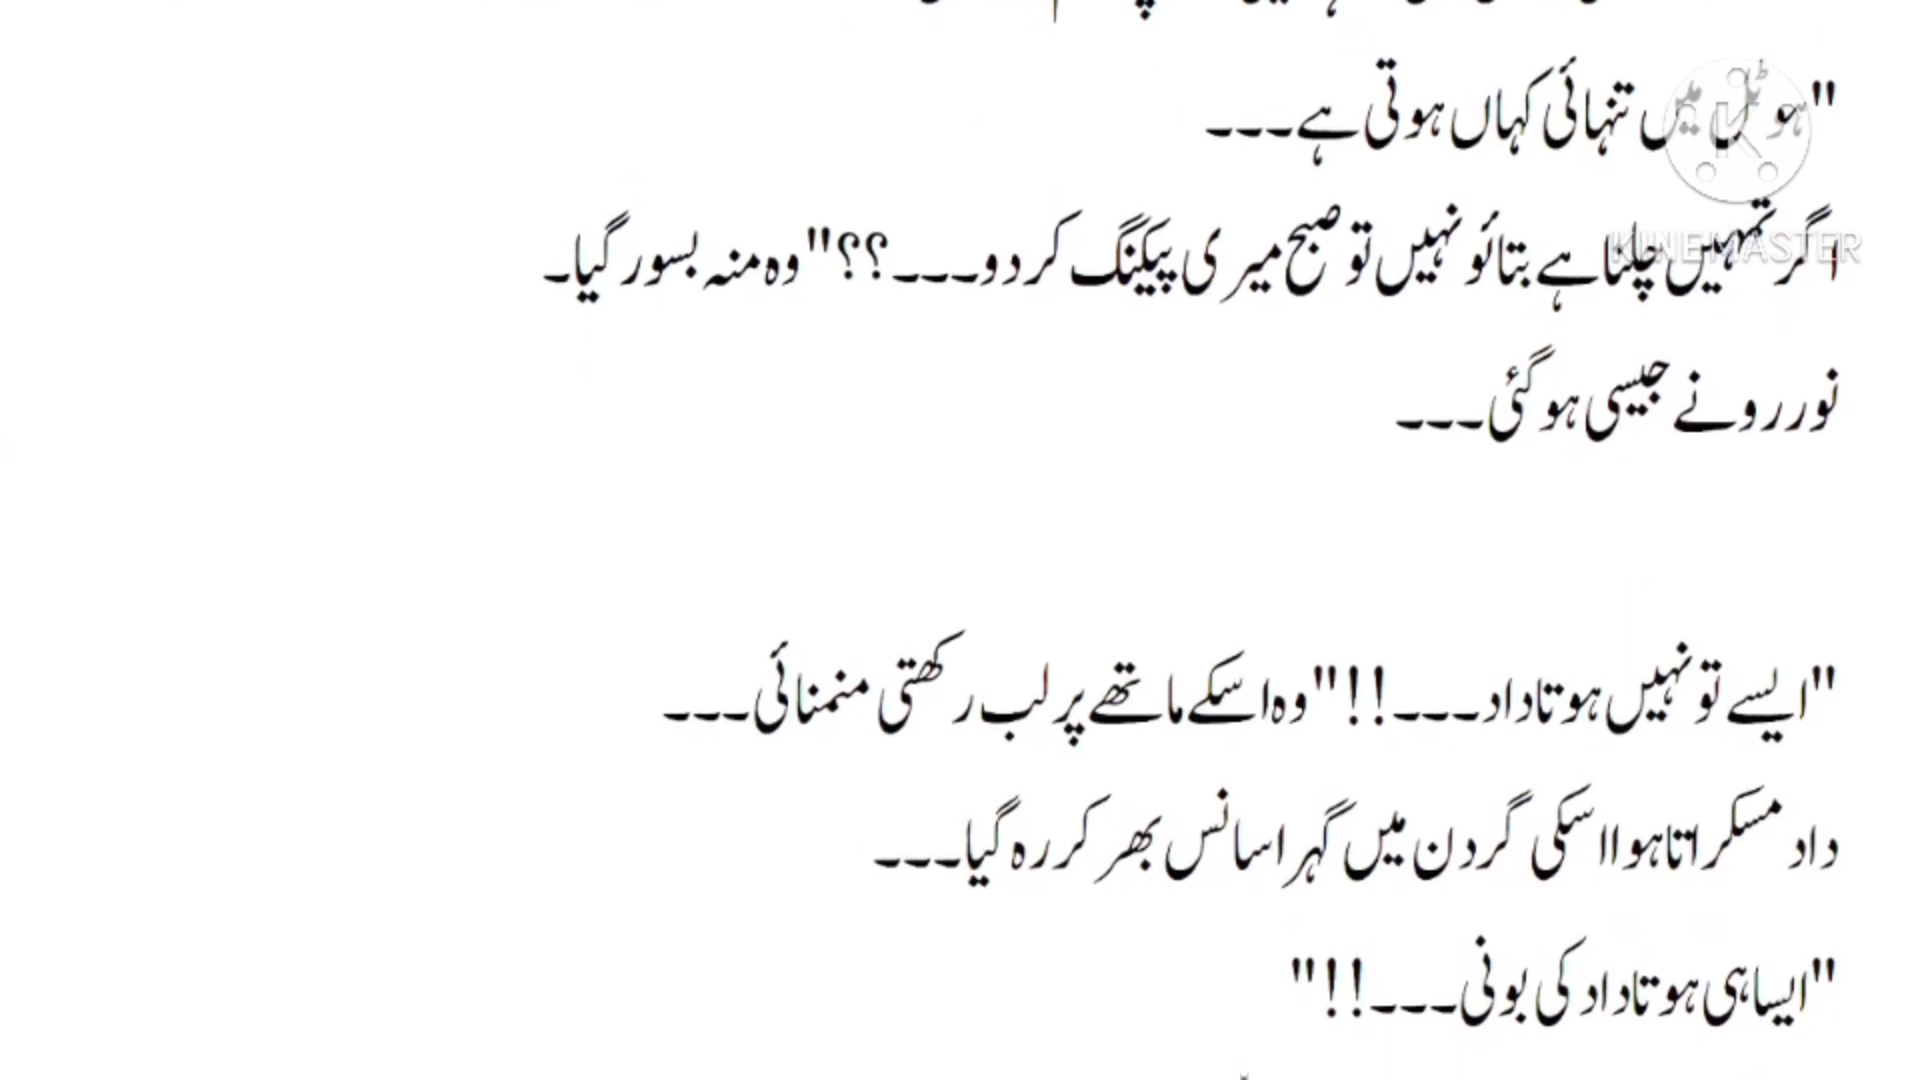 "ہوٹل میں تنہائی کہاں ہوتی ہے۔۔۔
اگر تمہیں چلنا ہے بتائو نہیں تو صبح میری پیکنگ کر دو۔۔۔؟؟" وہ منہ بسور گیا۔
نور رونے جیسی ہو گئی۔۔۔
"ایسے تو نہیں ہوتا داد۔۔۔!!" وہ اسکے ماتھے پر لب رکھتی منمنائی۔۔۔
داد مسکراتا ہوا اسکی گردن میں گہرا سانس بھر کر رہ گیا۔۔۔
"ایسا ہی ہوتا داد کی بونی۔۔۔!!"
KINEMASTER